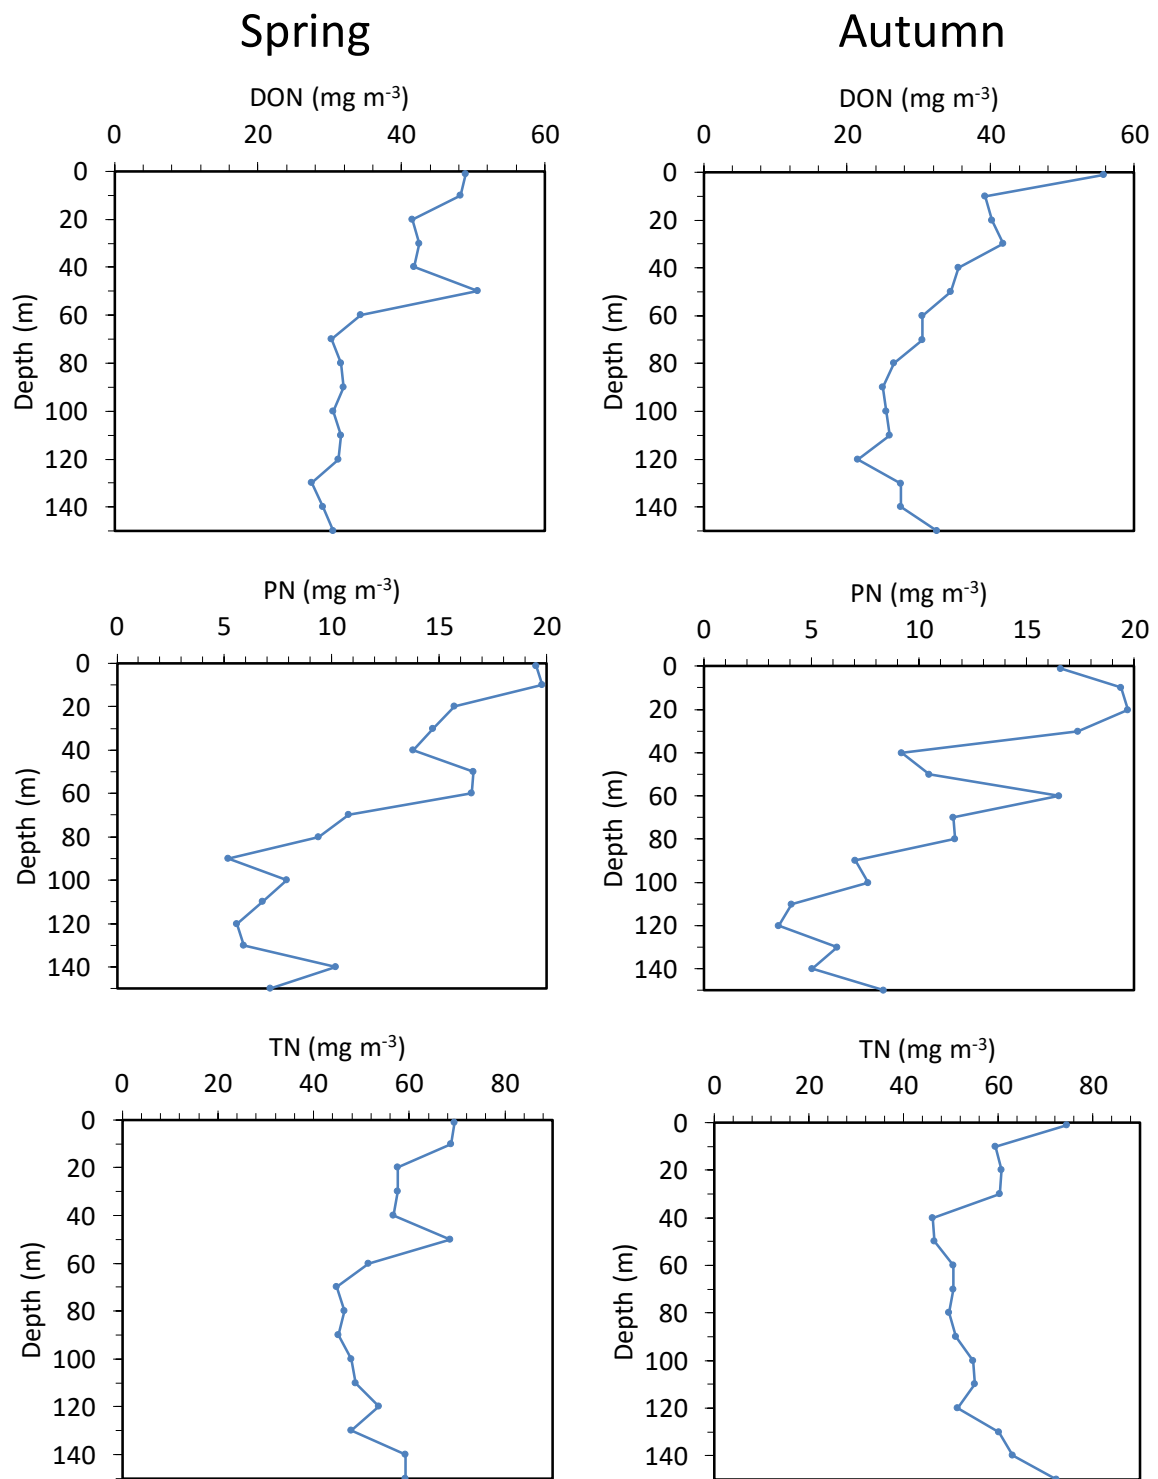 Spring Autumn
DON (mg m-3) DON (mg m-3)
0 20 40 60 0 20 40 60
0 0
20 20
40 40
60 60
80 80
100 100
120 120
140 140
Depth (m) Depth (m)
PN (mg m-3) PN (mg m-3)
0 5 10 15 20 0 5 10 15 20
0 0
20 20
40 40
60 60
80 80
100 100
120 120
140 140
Depth (m) Depth (m)
TN (mg m-3) TN (mg m-3)
0 20 40 60 80 0 20 40 60 80
0 0
20 20
40 40
60 60
80 80
100 100
120 120
140 140
Depth (m) Depth (m)